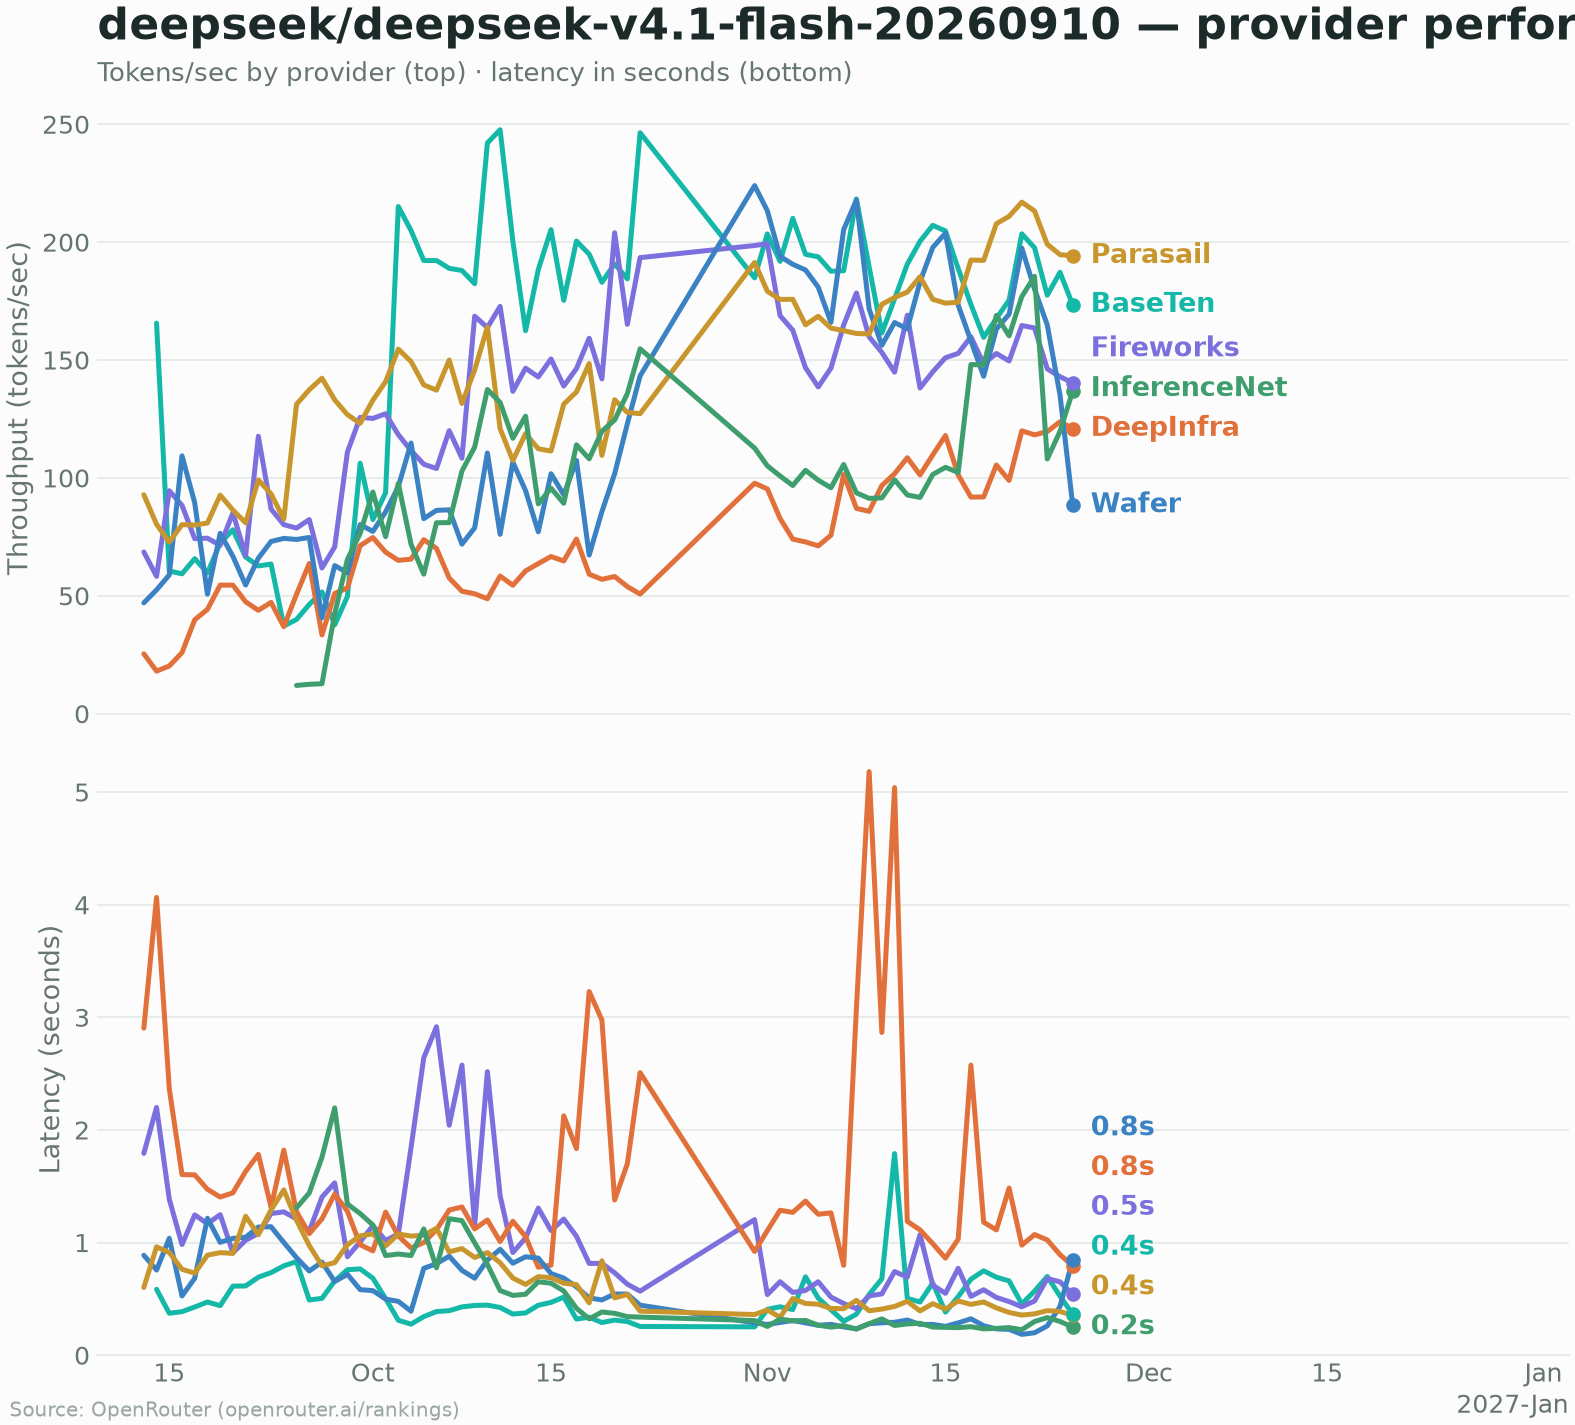 deepseek/deepseek-v4.1-flash-20260910 — provider perfor
Tokens/sec by provider (top) · latency in seconds (bottom)
Throughput (tokens/sec)
250
200
150
100
50
0
Parasail
BaseTen
Fireworks
InferenceNet
DeepInfra
Wafer
Latency (seconds)
5
4
3
2
1
0
0.8s
0.8s
0.5s
0.4s
0.4s
0.2s
15 Oct 15 Nov 15 Dec 15 Jan
2027-Jan
Source: OpenRouter (openrouter.ai/rankings)